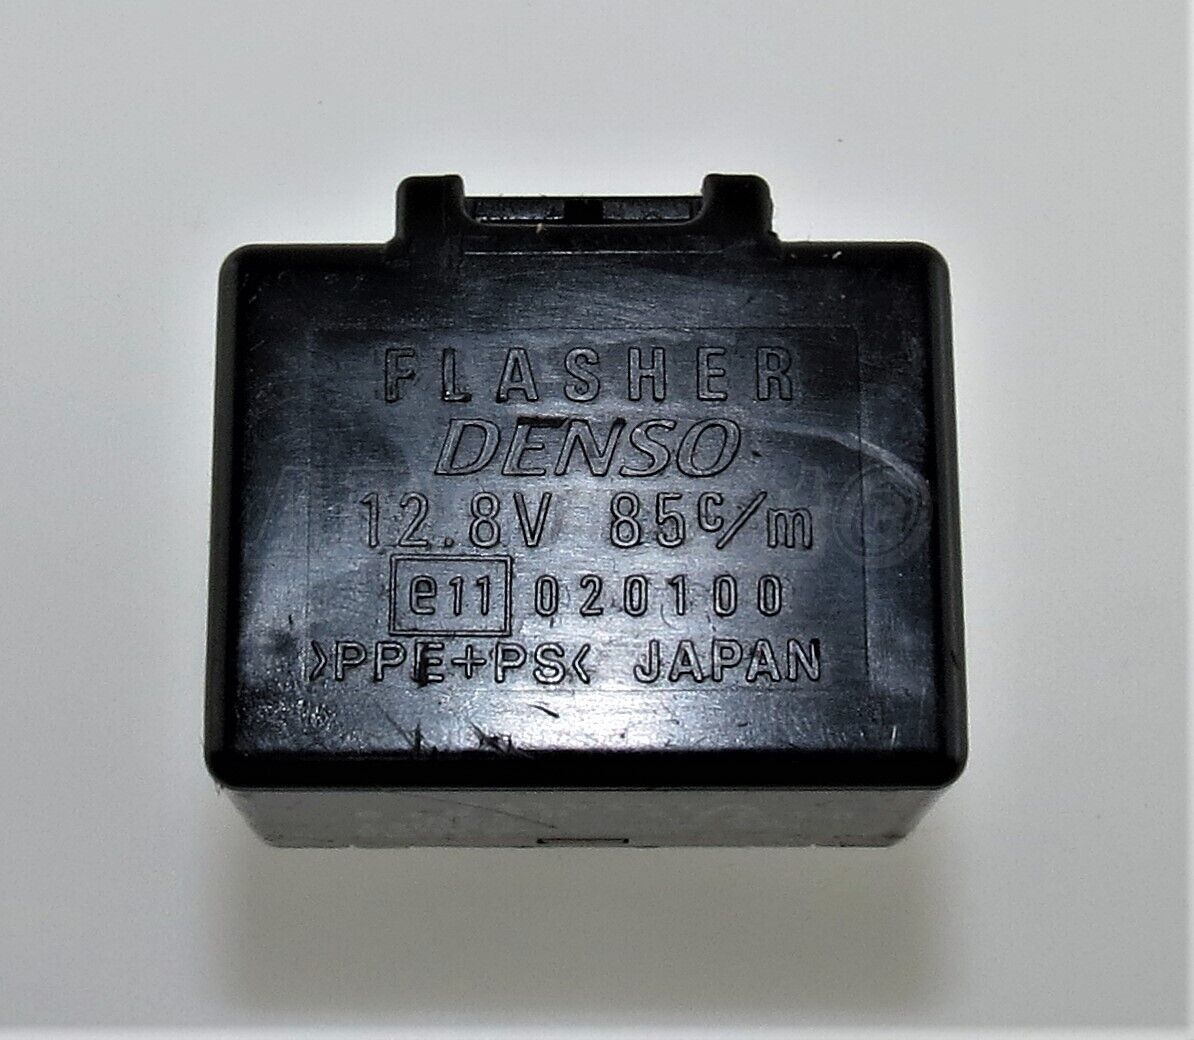 FLASHER
DENSO
12.8V 85c/m
e11 020100
>PPE+PS< JAPAN